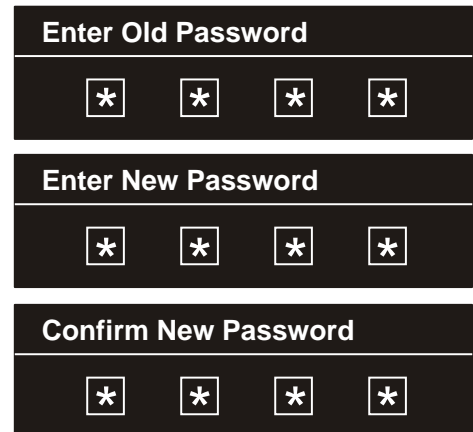 Enter Old Password
* * * *
Enter New Password
* * * *
Confirm New Password
* * * *